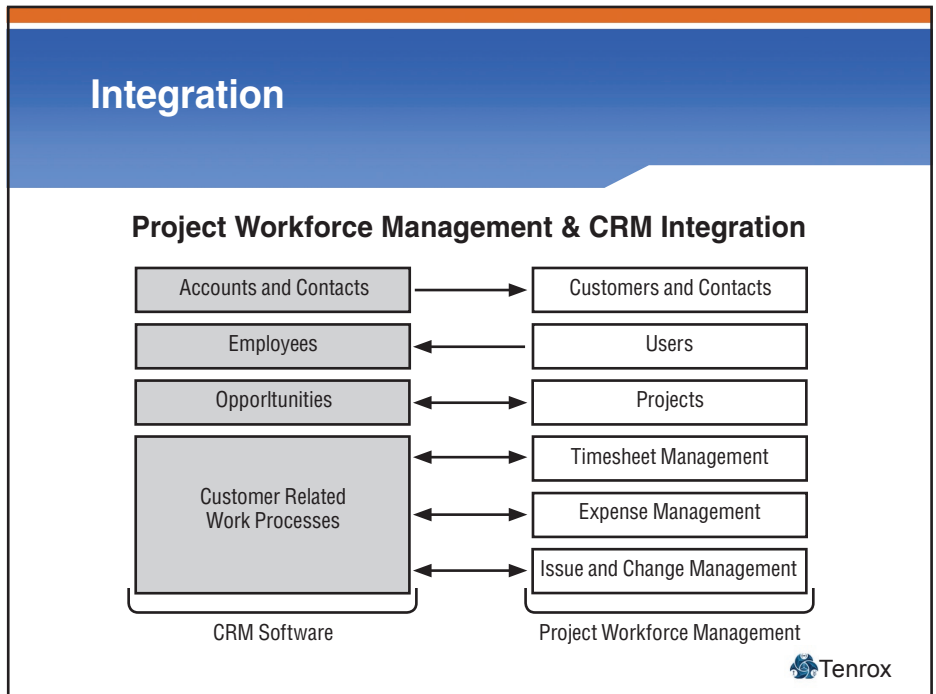 Integration
Project Workforce Management & CRM Integration
Accounts and Contacts
Customers and Contacts
Employees
Users
Opporltunities
Projects
Customer Related
Work Processes
Timesheet Management
Expense Management
Issue and Change Management
CRM Software
Project Workforce Management
Tenrox